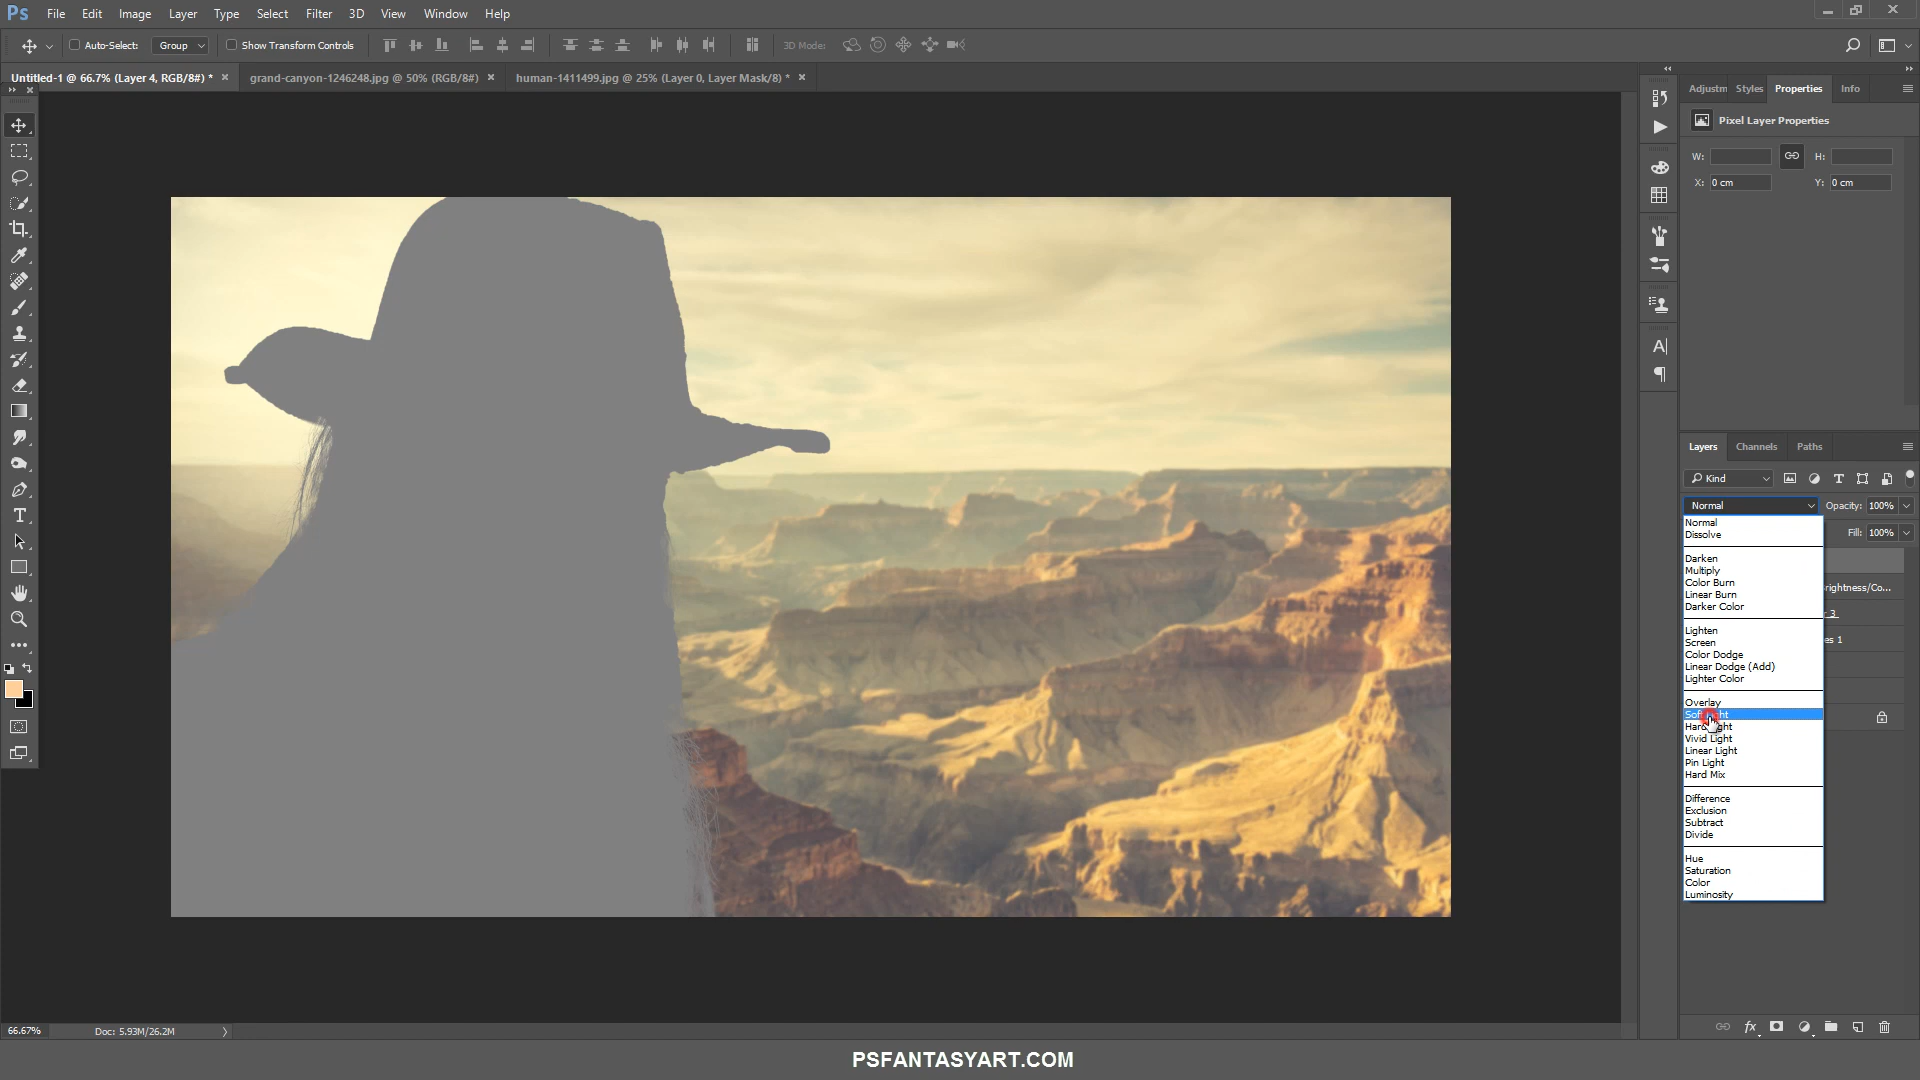 Ps File Edit Image Layer Type Select Filter 3D View Window Help
Auto-Select: Group Show Transform Controls 3D Mode:
Untitled-1 @ 66.7% (Layer 4, RGB/8#) * × grand-canyon-1246248.jpg @ 50% (RGB/8#) × human-1411499.jpg @ 25% (Layer 0, Layer Mask/8) * ×
Adjustm Styles Properties Info
Pixel Layer Properties
W: H:
X: 0 cm Y: 0 cm
Layers Channels Paths
Kind
Normal Opacity: 100%
Fill: 100%
Normal
Dissolve
Darken
Multiply
Color Burn
Linear Burn
Darker Color
Lighten
Screen
Color Dodge
Linear Dodge (Add)
Lighter Color
Overlay
Vivid Light
Linear Light
Pin Light
Hard Mix
Difference
Exclusion
Subtract
Divide
Hue
Saturation
Color
Luminosity
rightness/Co...
r 3
es 1
66.67% Doc: 5.93M/26.2M
PSFANTASYART.COM